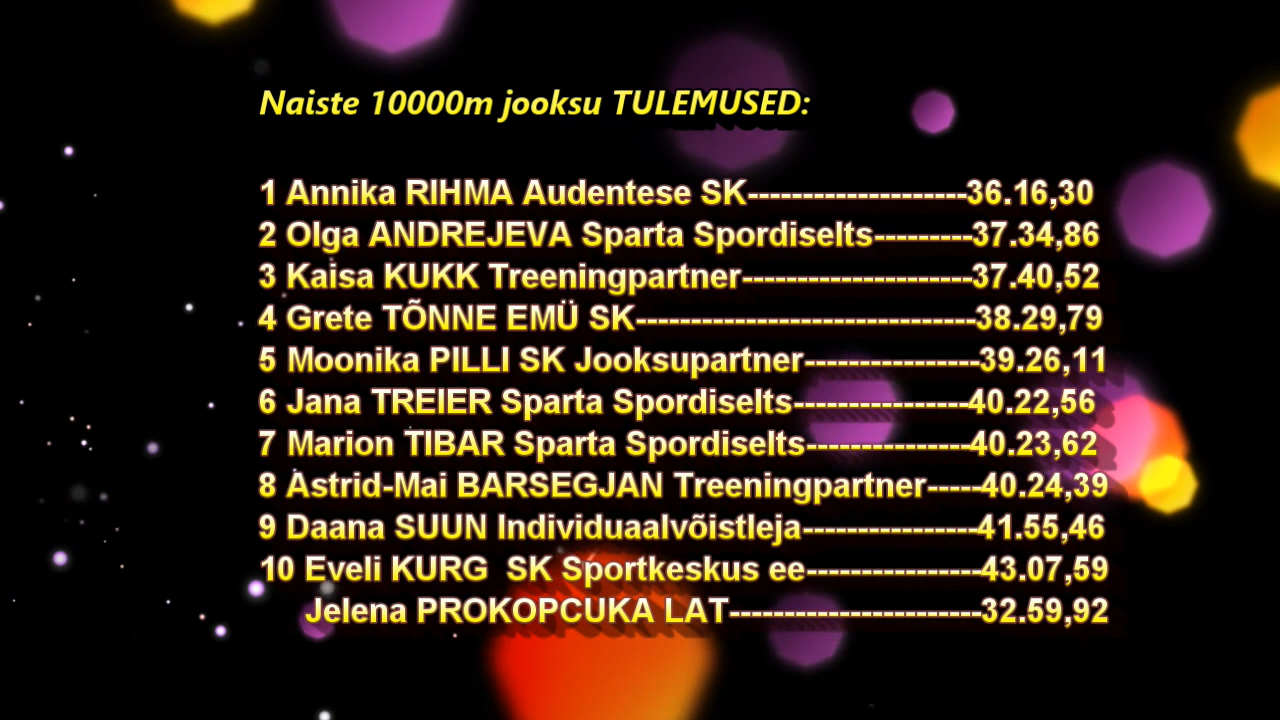 Naiste 10000m jooksu TULEMUSED:
1 Annika RIHMA Audentese SK--------------------36.16,30
2 Olga ANDREJEVA Sparta Spordiselts---------37.34,86
3 Kaisa KUKK Treeningpartner---------------------37.40,52
4 Grete TÕNNE EMÜ SK-------------------------------38.29,79
5 Moonika PILLI SK Jooksupartner----------------39.26,11
6 Jana TREIER Sparta Spordiselts----------------40.22,56
7 Marion TIBAR Sparta Spordiselts---------------40.23,62
8 Astrid-Mai BARSEGJAN Treeningpartner-----40.24,39
9 Daana SUUN Individuaalvõistleja----------------41.55,46
10 Eveli KURG  SK Sportkeskus ee----------------43.07,59
Jelena PROKOPCUKA LAT-----------------------32.59,92